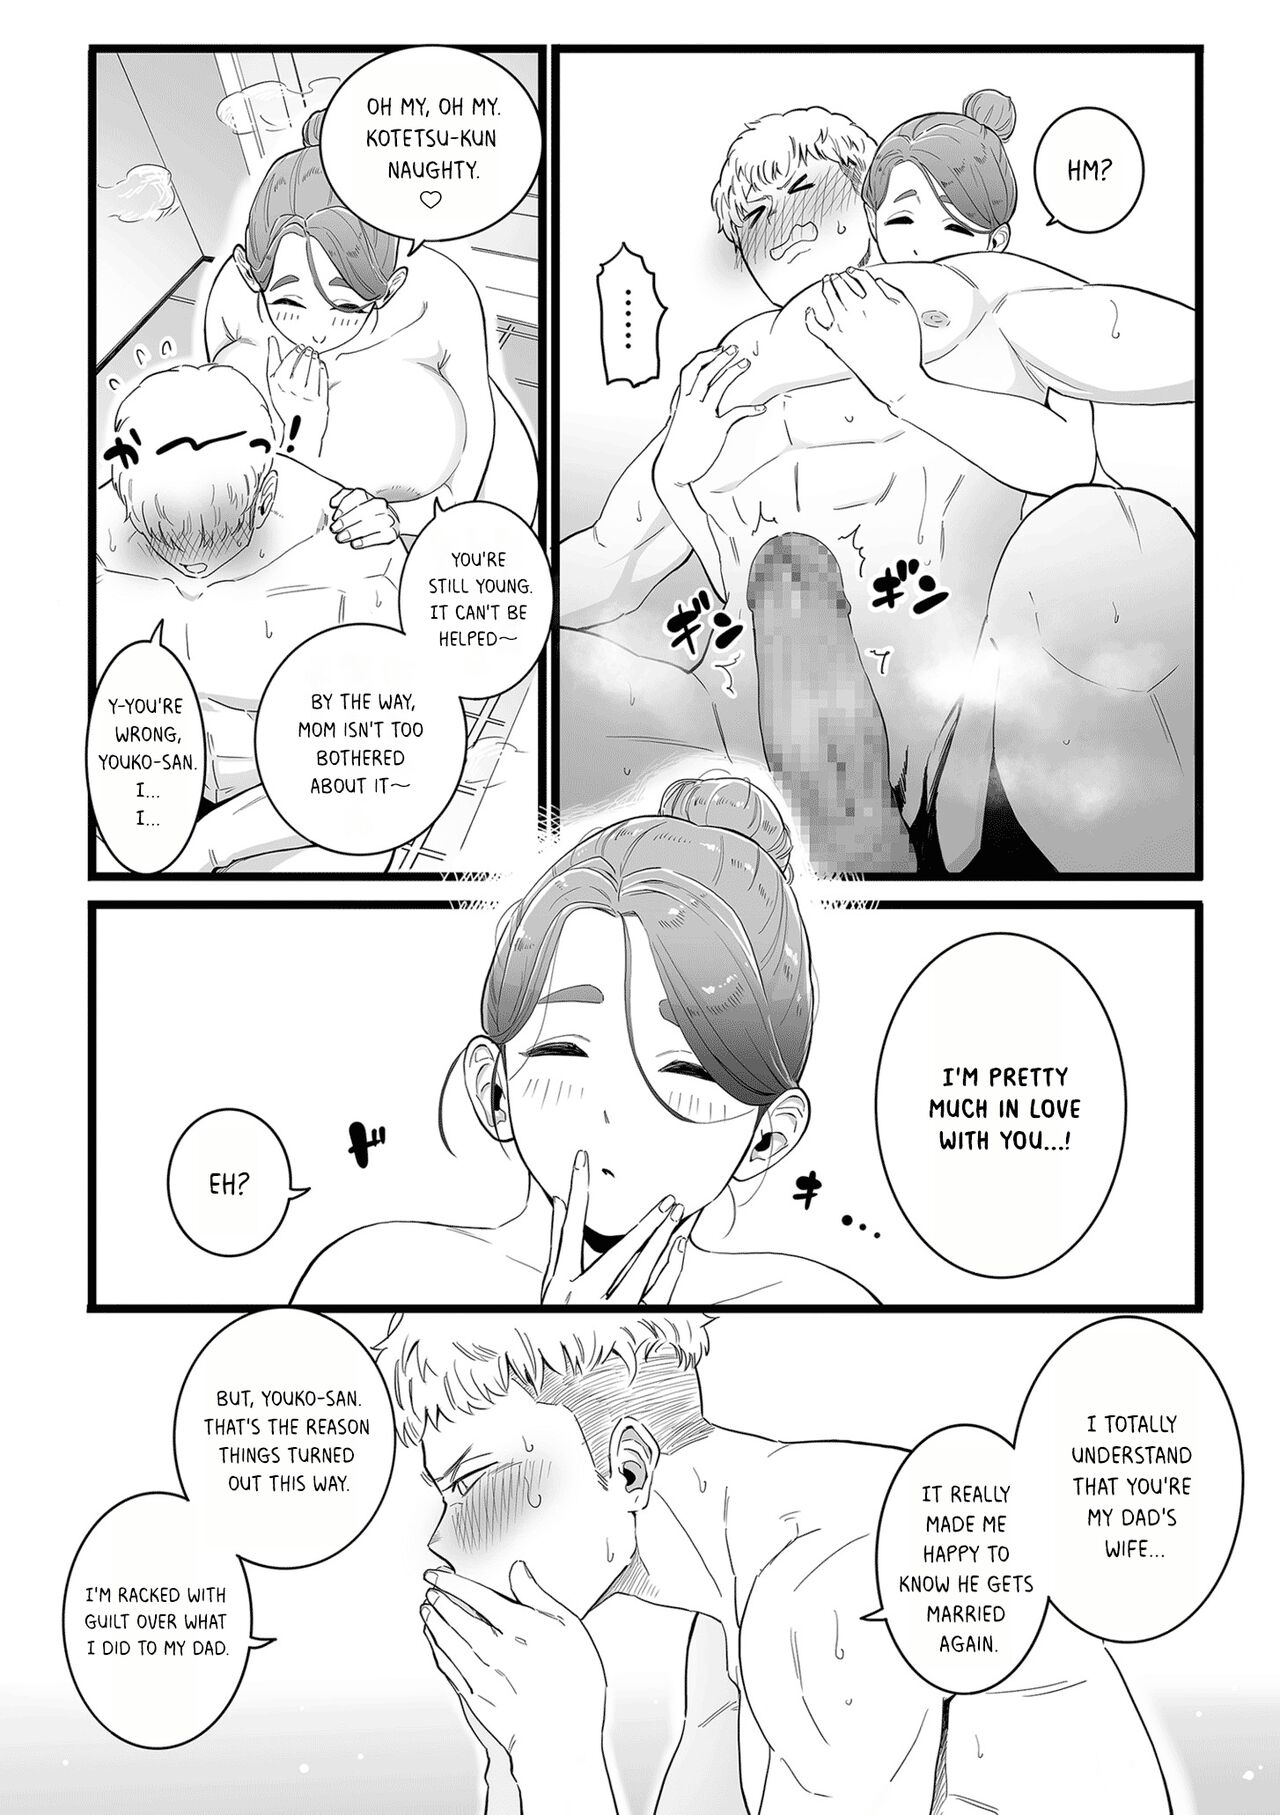 HM?
……
ギンッ
ギンッ
OH MY, OH MY.
KOTETSU-KUN
NAUGHTY.
♡
かーーっ!
YOU'RE
STILL YOUNG.
IT CAN'T BE
HELPED~
BY THE WAY,
MOM ISN'T TOO
BOTHERED
ABOUT IT~
Y-YOU'RE
WRONG,
YOUKO-SAN.
I...
I...
I'M PRETTY
MUCH IN LOVE
WITH YOU...!
ド
キ…
EH?
I TOTALLY
UNDERSTAND
THAT YOU'RE
MY DAD'S
WIFE...
IT REALLY
MADE ME
HAPPY TO
KNOW HE GETS
MARRIED
AGAIN.
BUT, YOUKO-SAN.
THAT'S THE REASON
THINGS TURNED
OUT THIS WAY.
I'M RACKED WITH
GUILT OVER WHAT
I DID TO MY DAD.